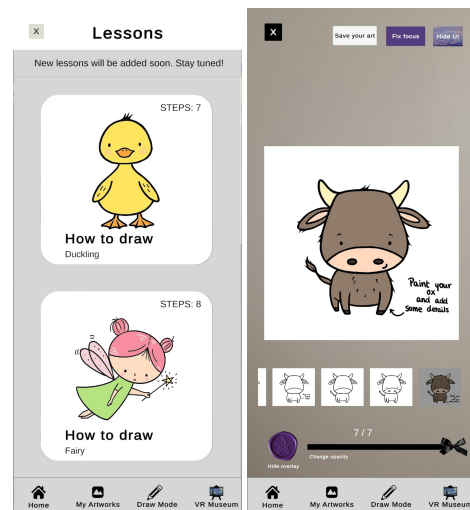 X
Lessons
New lessons will be added soon. Stay tuned!
STEPS: 7
How to draw
Duckling
STEPS: 8
How to draw
Fairy
Home
My Artworks
Draw Mode
VR Museum
X
Save your art
Fix focus
Hide UI
Paint your
ox
and add
some details
7 / 7
Change opacity
Hide overlay
Home
My Artworks
Draw Mode
VR Museum